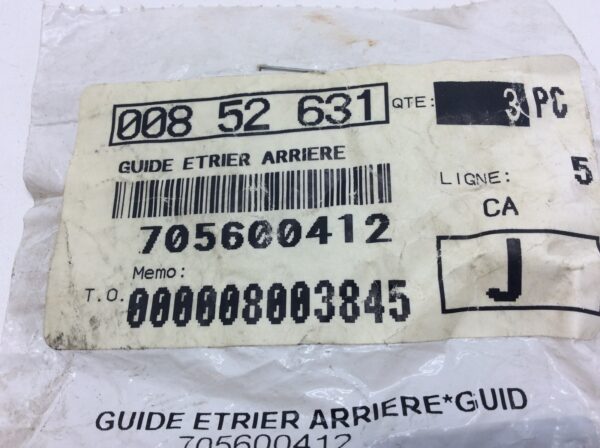 008 52 631 QTE: 3 PC
GUIDE ETRIER ARRIERE
LIGNE: 5
705600412
CA
Memo:
T.O. 000008003845
J
GUIDE ETRIER ARRIERE*GUID
705600412